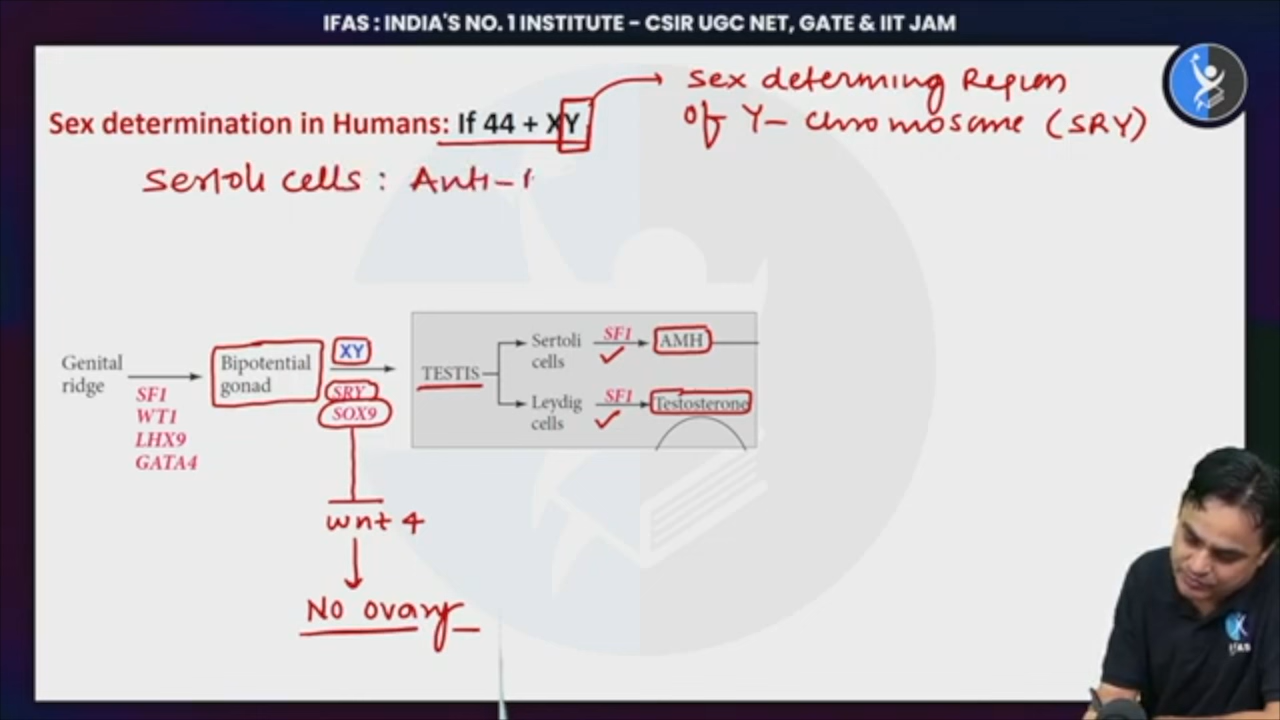 IFAS : INDIA'S NO. 1 INSTITUTE – CSIR UGC NET, GATE & IIT JAM
Sex determination in Humans: If 44 + XY
Sex determing Region
Of Y- chromosome (SRY)
Sertoli cells : Anti-
Genital
ridge
SF1
WT1
LHX9
GATA4
Bipotential
gonad
XY
SRY
SOX9
TESTIS
Sertoli
cells
SF1
AMH
Leydig
cells
SF1
Testosterone
wnt 4
No ovary
IFAS